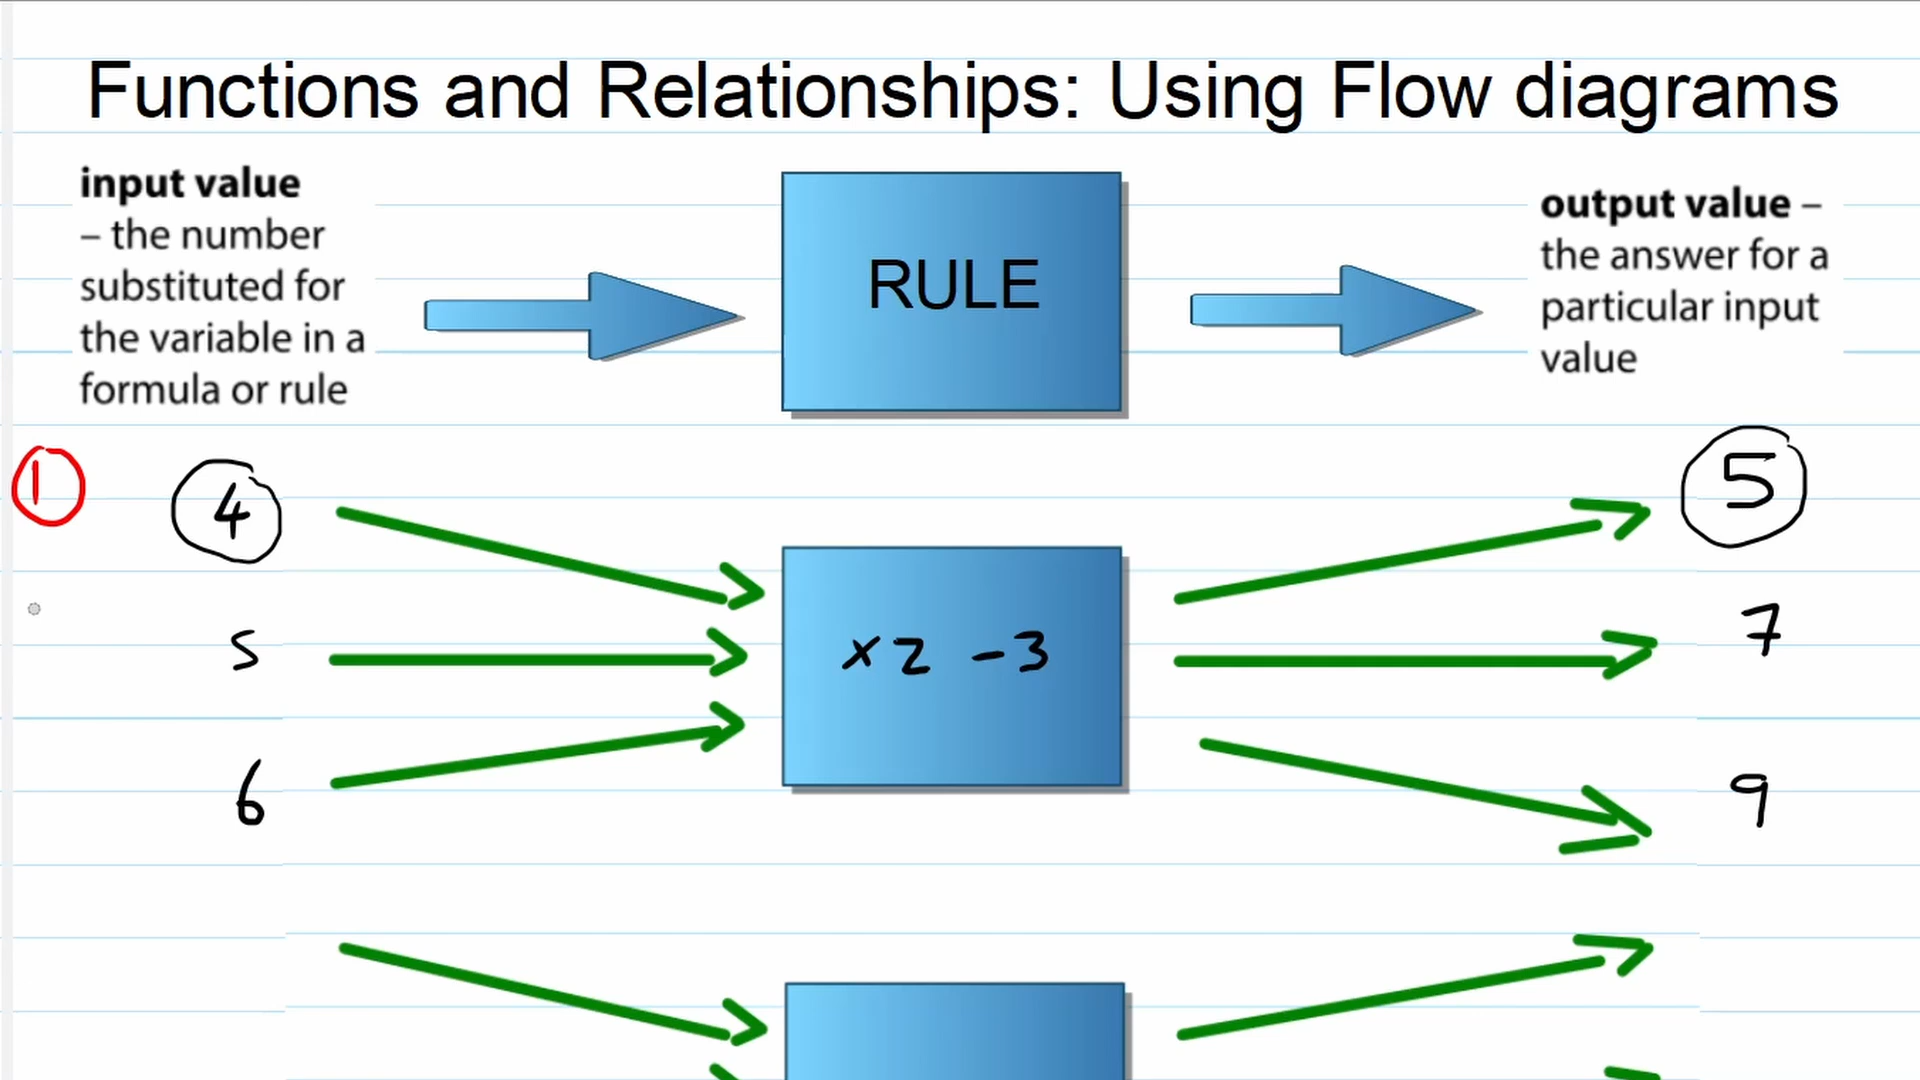 Functions and Relationships: Using Flow diagrams
input value
– the number
substituted for
the variable in a
formula or rule
RULE
output value –
the answer for a
particular input
value
1
4
5
5
×2 -3
7
6
9